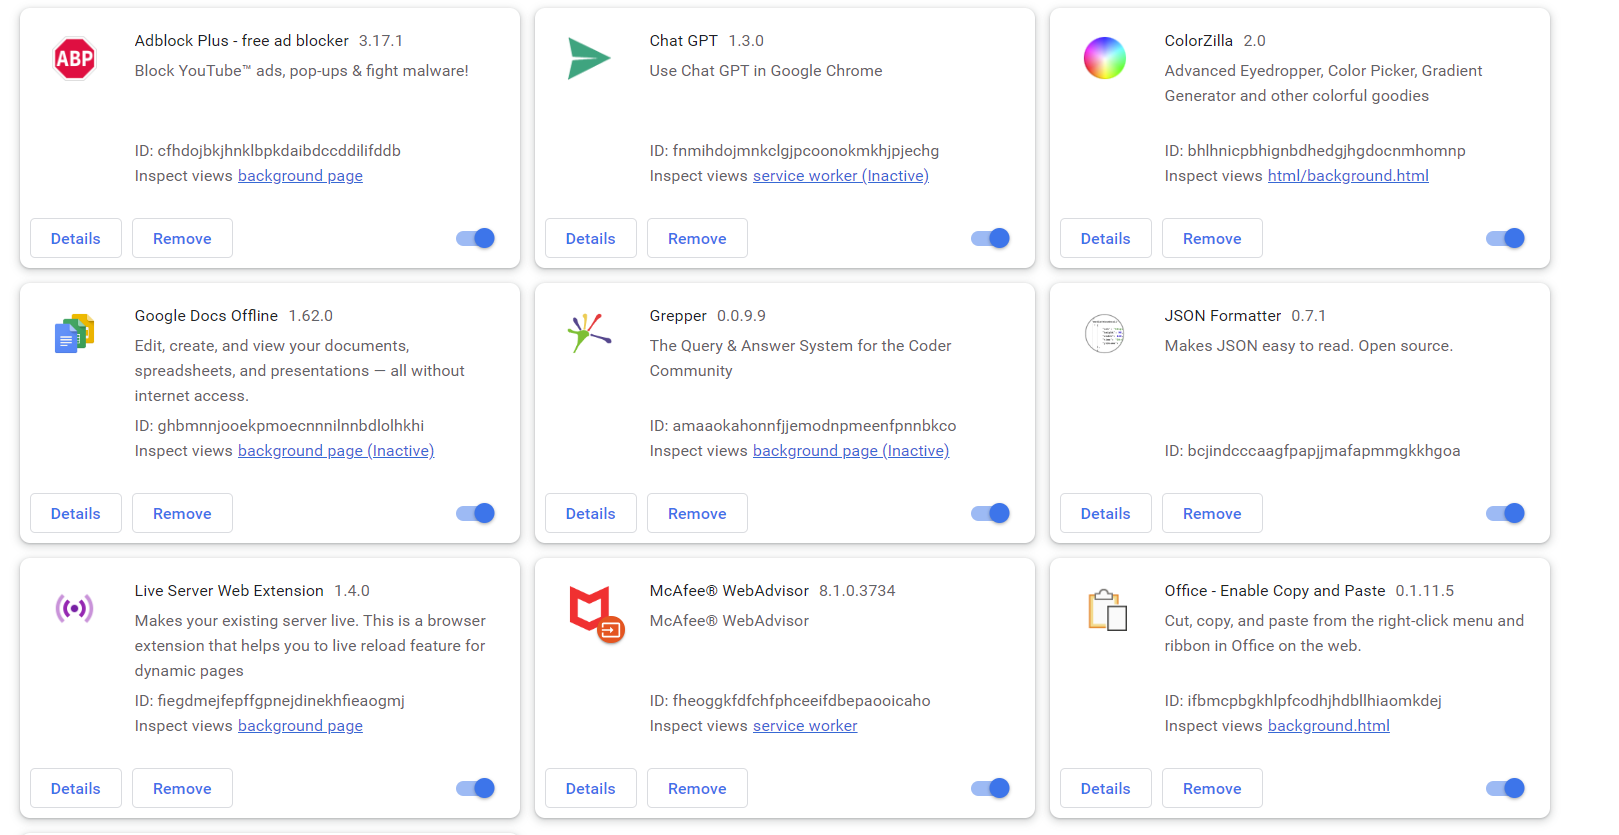 ABP
Adblock Plus - free ad blocker 3.17.1
Block YouTube™ ads, pop-ups & fight malware!
ID: cfhdojbkjhnklbpkdaibdccddilifddb
Inspect views background page
Details Remove
Chat GPT 1.3.0
Use Chat GPT in Google Chrome
ID: fnmihdojmnkclgjpcoonokmkhjpjechg
Inspect views service worker (Inactive)
Details Remove
ColorZilla 2.0
Advanced Eyedropper, Color Picker, Gradient
Generator and other colorful goodies
ID: bhlhnicpbhignbdhedgjhgdocnmhomnp
Inspect views html/background.html
Details Remove
Google Docs Offline 1.62.0
Edit, create, and view your documents,
spreadsheets, and presentations — all without
internet access.
ID: ghbmnnjooekpmoecnnnilnnbdlolhkhi
Inspect views background page (Inactive)
Details Remove
Grepper 0.0.9.9
The Query & Answer System for the Coder
Community
ID: amaaokahonnfjjemodnpmeenfpnnbkco
Inspect views background page (Inactive)
Details Remove
JSON Formatter 0.7.1
Makes JSON easy to read. Open source.
ID: bcjindcccaagfpapjjmafapmmgkkhgoa
Details Remove
Live Server Web Extension 1.4.0
Makes your existing server live. This is a browser
extension that helps you to live reload feature for
dynamic pages
ID: fiegdmejfepffgpnejdinekhfieaogmj
Inspect views background page
Details Remove
McAfee® WebAdvisor 8.1.0.3734
McAfee® WebAdvisor
ID: fheoggkfdfchfphceeifdbepaooicaho
Inspect views service worker
Details Remove
Office - Enable Copy and Paste 0.1.11.5
Cut, copy, and paste from the right-click menu and
ribbon in Office on the web.
ID: ifbmcpbgkhlpfcodhjhdbllhiaomkdej
Inspect views background.html
Details Remove